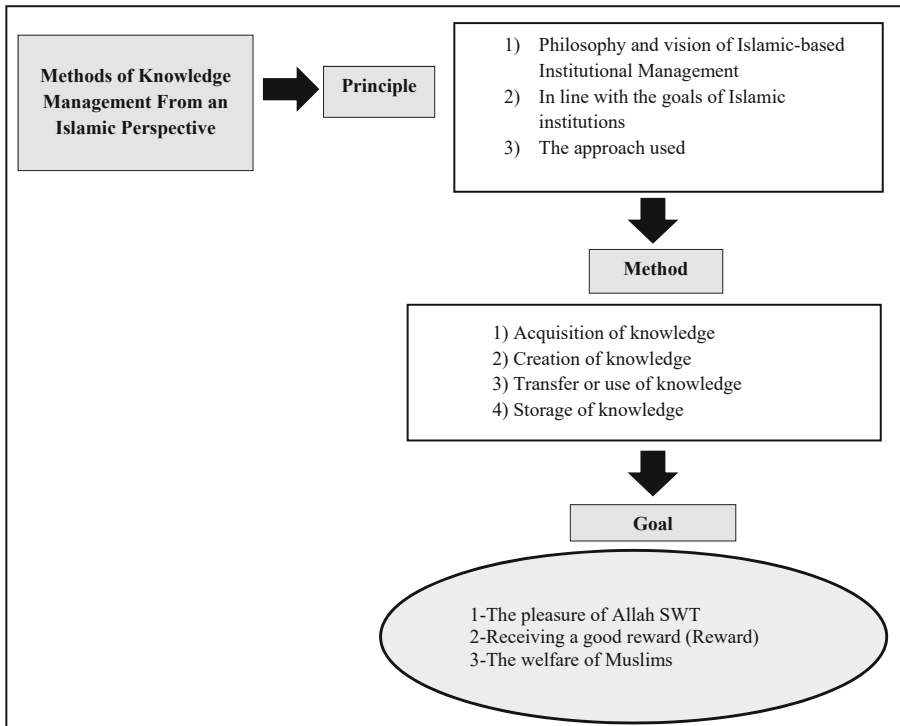 Methods of Knowledge
Management From an
Islamic Perspective
Principle
1) Philosophy and vision of Islamic-based
Institutional Management
2) In line with the goals of Islamic
institutions
3) The approach used
Method
1) Acquisition of knowledge
2) Creation of knowledge
3) Transfer or use of knowledge
4) Storage of knowledge
Goal
1-The pleasure of Allah SWT
2-Receiving a good reward (Reward)
3-The welfare of Muslims